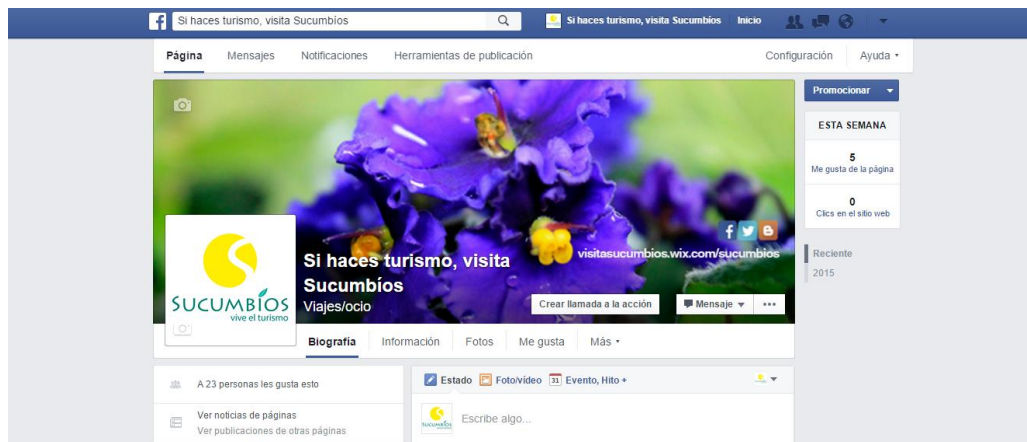 Si haces turismo, visita Sucumbíos
Si haces turismo, visita Sucumbíos Inicio
Página Mensajes Notificaciones Herramientas de publicación Configuración Ayuda
Promocionar
ESTA SEMANA
5
Me gusta de la página
0
Clics en el sitio web
Reciente
2015
visitasucumbios.wix.com/sucumbios
SUCUMBÍOS
vive el turismo
Si haces turismo, visita
Sucumbíos
Viajes/ocio
Crear llamada a la acción Mensaje
Biografía Información Fotos Me gusta Más
A 23 personas les gusta esto
Ver noticias de páginas
Ver publicaciones de otras páginas
Estado Foto/vídeo 31 Evento, Hito +
SUCUMBÍOS
Escribe algo...